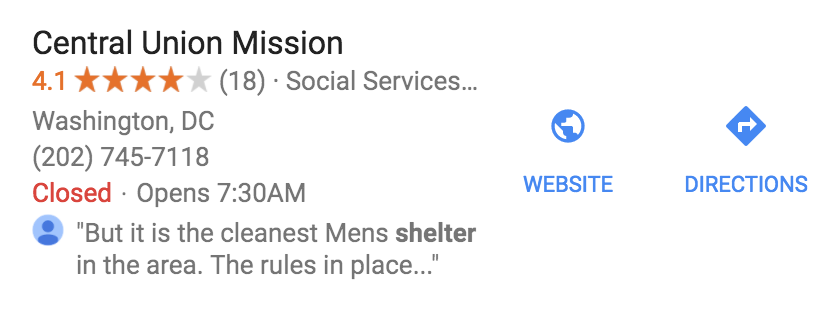 Central Union Mission
4.1 ★★★★★ (18) · Social Services...
Washington, DC
(202) 745-7118
Closed · Opens 7:30AM
"But it is the cleanest Mens shelter
in the area. The rules in place..."
WEBSITE
DIRECTIONS